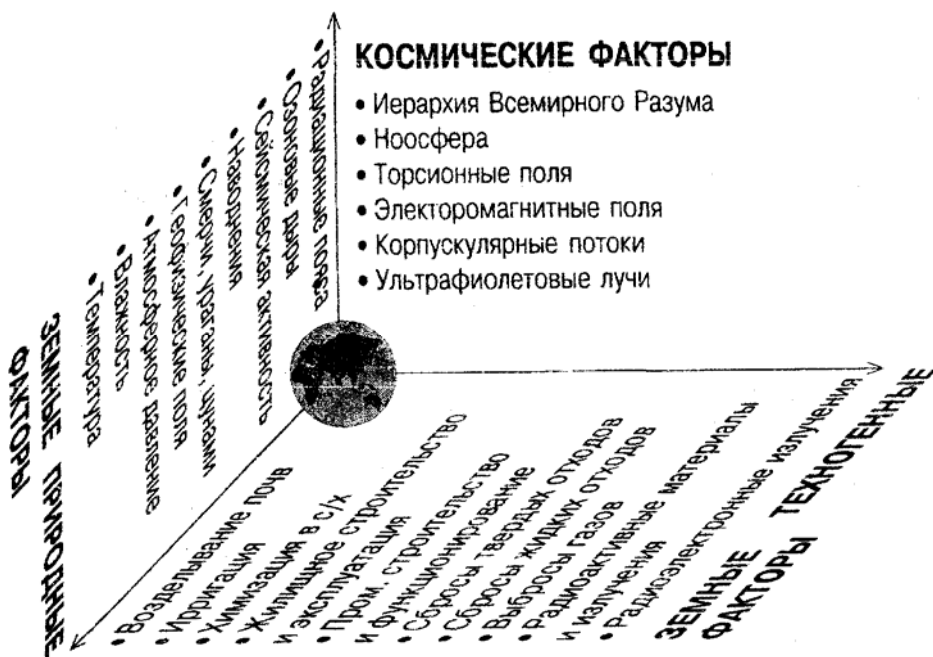 КОСМИЧЕСКИЕ ФАКТОРЫ
• Иерархия Всемирного Разума
• Ноосфера
• Торсионные поля
• Электоромагнитные поля
• Корпускулярные потоки
• Ультрафиолетовые лучи
ЗЕМНЫЕ ПРИРОДНЫЕ
ФАКТОРЫ
• Температура
• Влажность
• Атмосферное давление
• Геофизические поля
• Смерчи, ураганы, цунами
• Наводнения
• Сейсмическая активность
• Озоновые дыры
• Радиационные пояса
• Возделывание почв
• Ирригация
• Химизация в с/х
• Жилищное строительство
и эксплуатация
• Пром. строительство
и функционирование
• Сбросы твердых отходов
• Сбросы жидких отходов
• Выбросы газов
• Радиоактивные материалы
и излучения
• Радиоэлектронные излучения
ЗЕМНЫЕ ТЕХНОГЕННЫЕ
ФАКТОРЫ